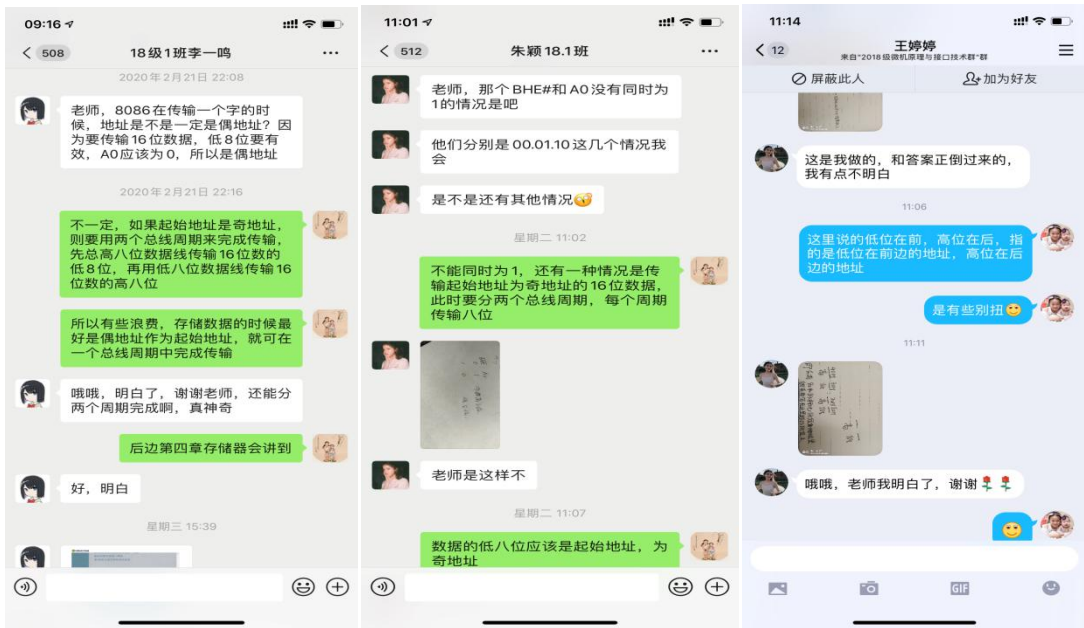 09:16
508
18级1班李一鸣
2020年2月21日 22:08
老师，8086在传输一个字的时
候，地址是不是一定是偶地址？因
为要传输16位数据，低8位要有
效，A0应该为0，所以是偶地址
2020年2月21日 22:16
不一定，如果起始地址是奇地址，
则要用两个总线周期来完成传输，
先总高八位数据线传输16位数的
低8位，再用低八位数据线传输16
位数的高八位
所以有些浪费，存储数据的时候最
好是偶地址作为起始地址，就可在
一个总线周期中完成传输
哦哦，明白了，谢谢老师，还能分
两个周期完成啊，真神奇
后边第四章存储器会讲到
好，明白
星期三 15:39
11:01
512
朱颖 18.1班
老师，那个BHE#和A0没有同时为
1的情况是吧
他们分别是00.01.10这几个情况我
会
是不是还有其他情况
星期二 11:02
不能同时为1，还有一种情况是传
输起始地址为奇地址的16位数据，
此时要分两个总线周期，每个周期
传输八位
老师是这样不
星期二 11:07
数据的低八位应该是起始地址，为
奇地址
11:14
12
王婷婷
来自"2018级微机原理与接口技术群"群
屏蔽此人
加为好友
这是我做的，和答案正倒过来的，
我有点不明白
11:06
这里说的低位在前，高位在后，指
的是低位在前边的地址，高位在后
边的地址
是有些别扭
11:11
哦哦，老师我明白了，谢谢
GIF